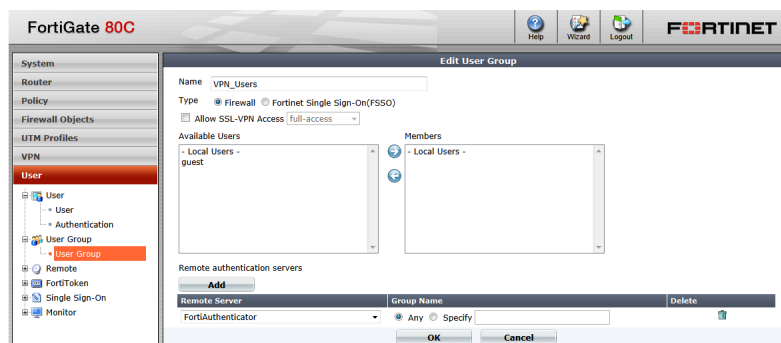 FortiGate 80C
Help
Wizard
Logout
FORTINET
System
Router
Policy
Firewall Objects
UTM Profiles
VPN
User
User
User
Authentication
User Group
User Group
Remote
FortiToken
Single Sign-On
Monitor
Edit User Group
Name VPN_Users
Type Firewall Fortinet Single Sign-On(FSSO)
Allow SSL-VPN Access full-access
Available Users
- Local Users -
guest
Members
- Local Users -
Remote authentication servers
Add
Remote Server Group Name Delete
FortiAuthenticator Any Specify
OK Cancel